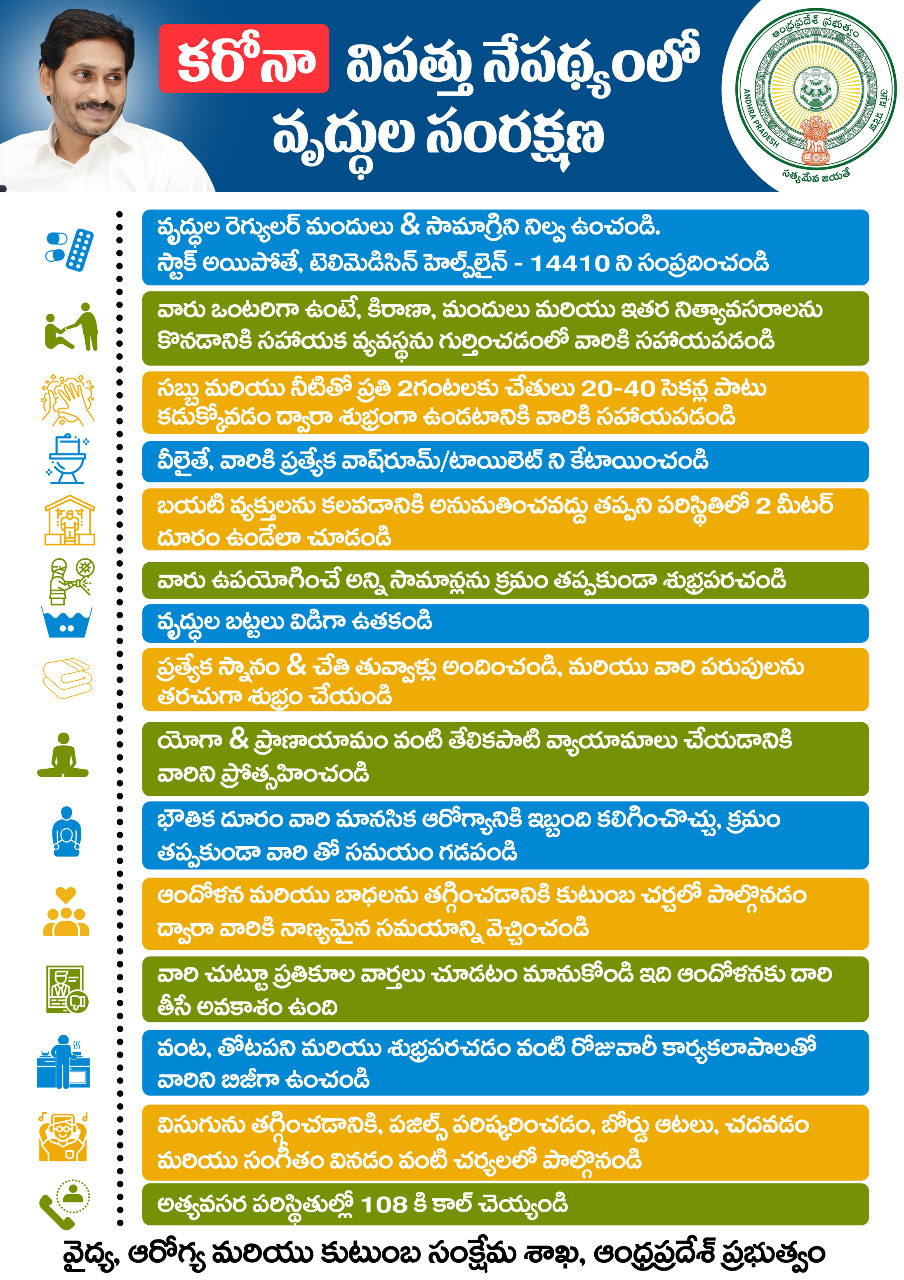 కరోనా విపత్తు నేపథ్యంలో
వృద్ధుల సంరక్షణ
ఆంధ్రప్రదేశ్ ప్రభుత్వం
ANDHRA PRADESH
आंध्र प्रदेश
సత్యమేవ జయతే
వృద్ధుల రెగ్యులర్ మందులు & సామాగ్రిని నిల్వ ఉంచండి.
స్టాక్ అయిపోతే, టెలిమెడిసిన్ హెల్ప్‌లైన్ - 14410 ని సంప్రదించండి
వారు ఒంటరిగా ఉంటే, కిరాణా, మందులు మరియు ఇతర నిత్యావసరాలను
కొనడానికి సహాయక వ్యవస్థను గుర్తించడంలో వారికి సహాయపడండి
సబ్బు మరియు నీటితో ప్రతి 2గంటలకు చేతులు 20-40 సెకన్ల పాటు
కడుక్కోవడం ద్వారా శుభ్రంగా ఉండటానికి వారికి సహాయపడండి
వీలైతే, వారికి ప్రత్యేక వాష్‌రూమ్/టాయిలెట్ ని కేటాయించండి
బయటి వ్యక్తులను కలవడానికి అనుమతించవద్దు తప్పని పరిస్థితిలో 2 మీటర్
దూరం ఉండేలా చూడండి
వారు ఉపయోగించే అన్ని సామాన్లను క్రమం తప్పకుండా శుభ్రపరచండి
వృద్ధుల బట్టలు విడిగా ఉతకండి
ప్రత్యేక స్నానం & చేతి తువ్వాళ్లు అందించండి, మరియు వారి పరుపులను
తరచుగా శుభ్రం చేయండి
యోగా & ప్రాణాయామం వంటి తేలికపాటి వ్యాయామాలు చేయడానికి
వారిని ప్రోత్సహించండి
భౌతిక దూరం వారి మానసిక ఆరోగ్యానికి ఇబ్బంది కలిగించొచ్చు, క్రమం
తప్పకుండా వారి తో సమయం గడపండి
ఆందోళన మరియు బాధలను తగ్గించడానికి కుటుంబ చర్చలో పాల్గొనడం
ద్వారా వారికి నాణ్యమైన సమయాన్ని వెచ్చించండి
వారి చుట్టూ ప్రతికూల వార్తలు చూడటం మానుకోండి ఇది ఆందోళనకు దారి
తీసే అవకాశం ఉంది
వంట, తోటపని మరియు శుభ్రపరచడం వంటి రోజువారీ కార్యకలాపాలతో
వారిని బిజీగా ఉంచండి
విసుగును తగ్గించడానికి, పజిల్స్ పరిష్కరించడం, బోర్డు ఆటలు, చదవడం
మరియు సంగీతం వినడం వంటి చర్యలలో పాల్గొనండి
అత్యవసర పరిస్థితుల్లో 108 కి కాల్ చెయ్యండి
వైద్య, ఆరోగ్య మరియు కుటుంబ సంక్షేమ శాఖ, ఆంధ్రప్రదేశ్ ప్రభుత్వం